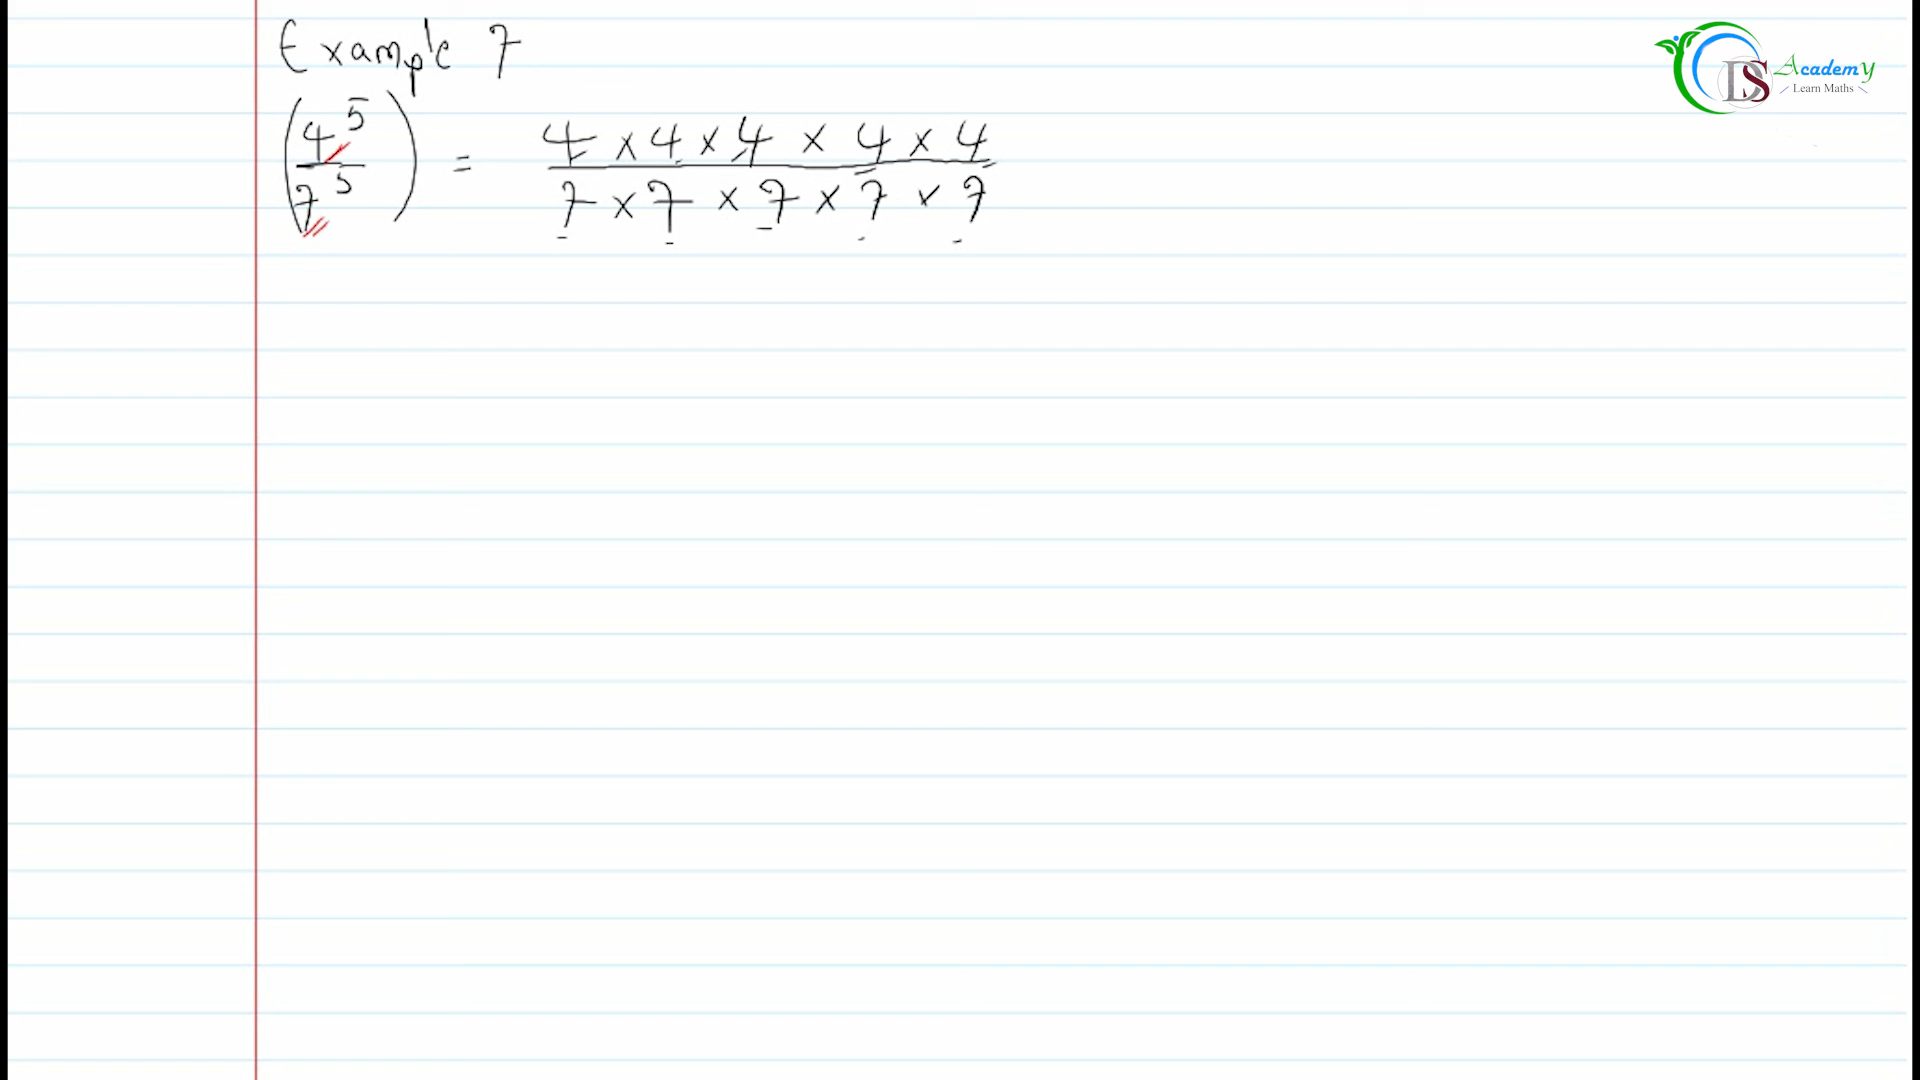 Example 7
(4^5/7^5) = 4 × 4 × 4 × 4 × 4 / 7 × 7 × 7 × 7 × 7
DS Academy
Learn Maths